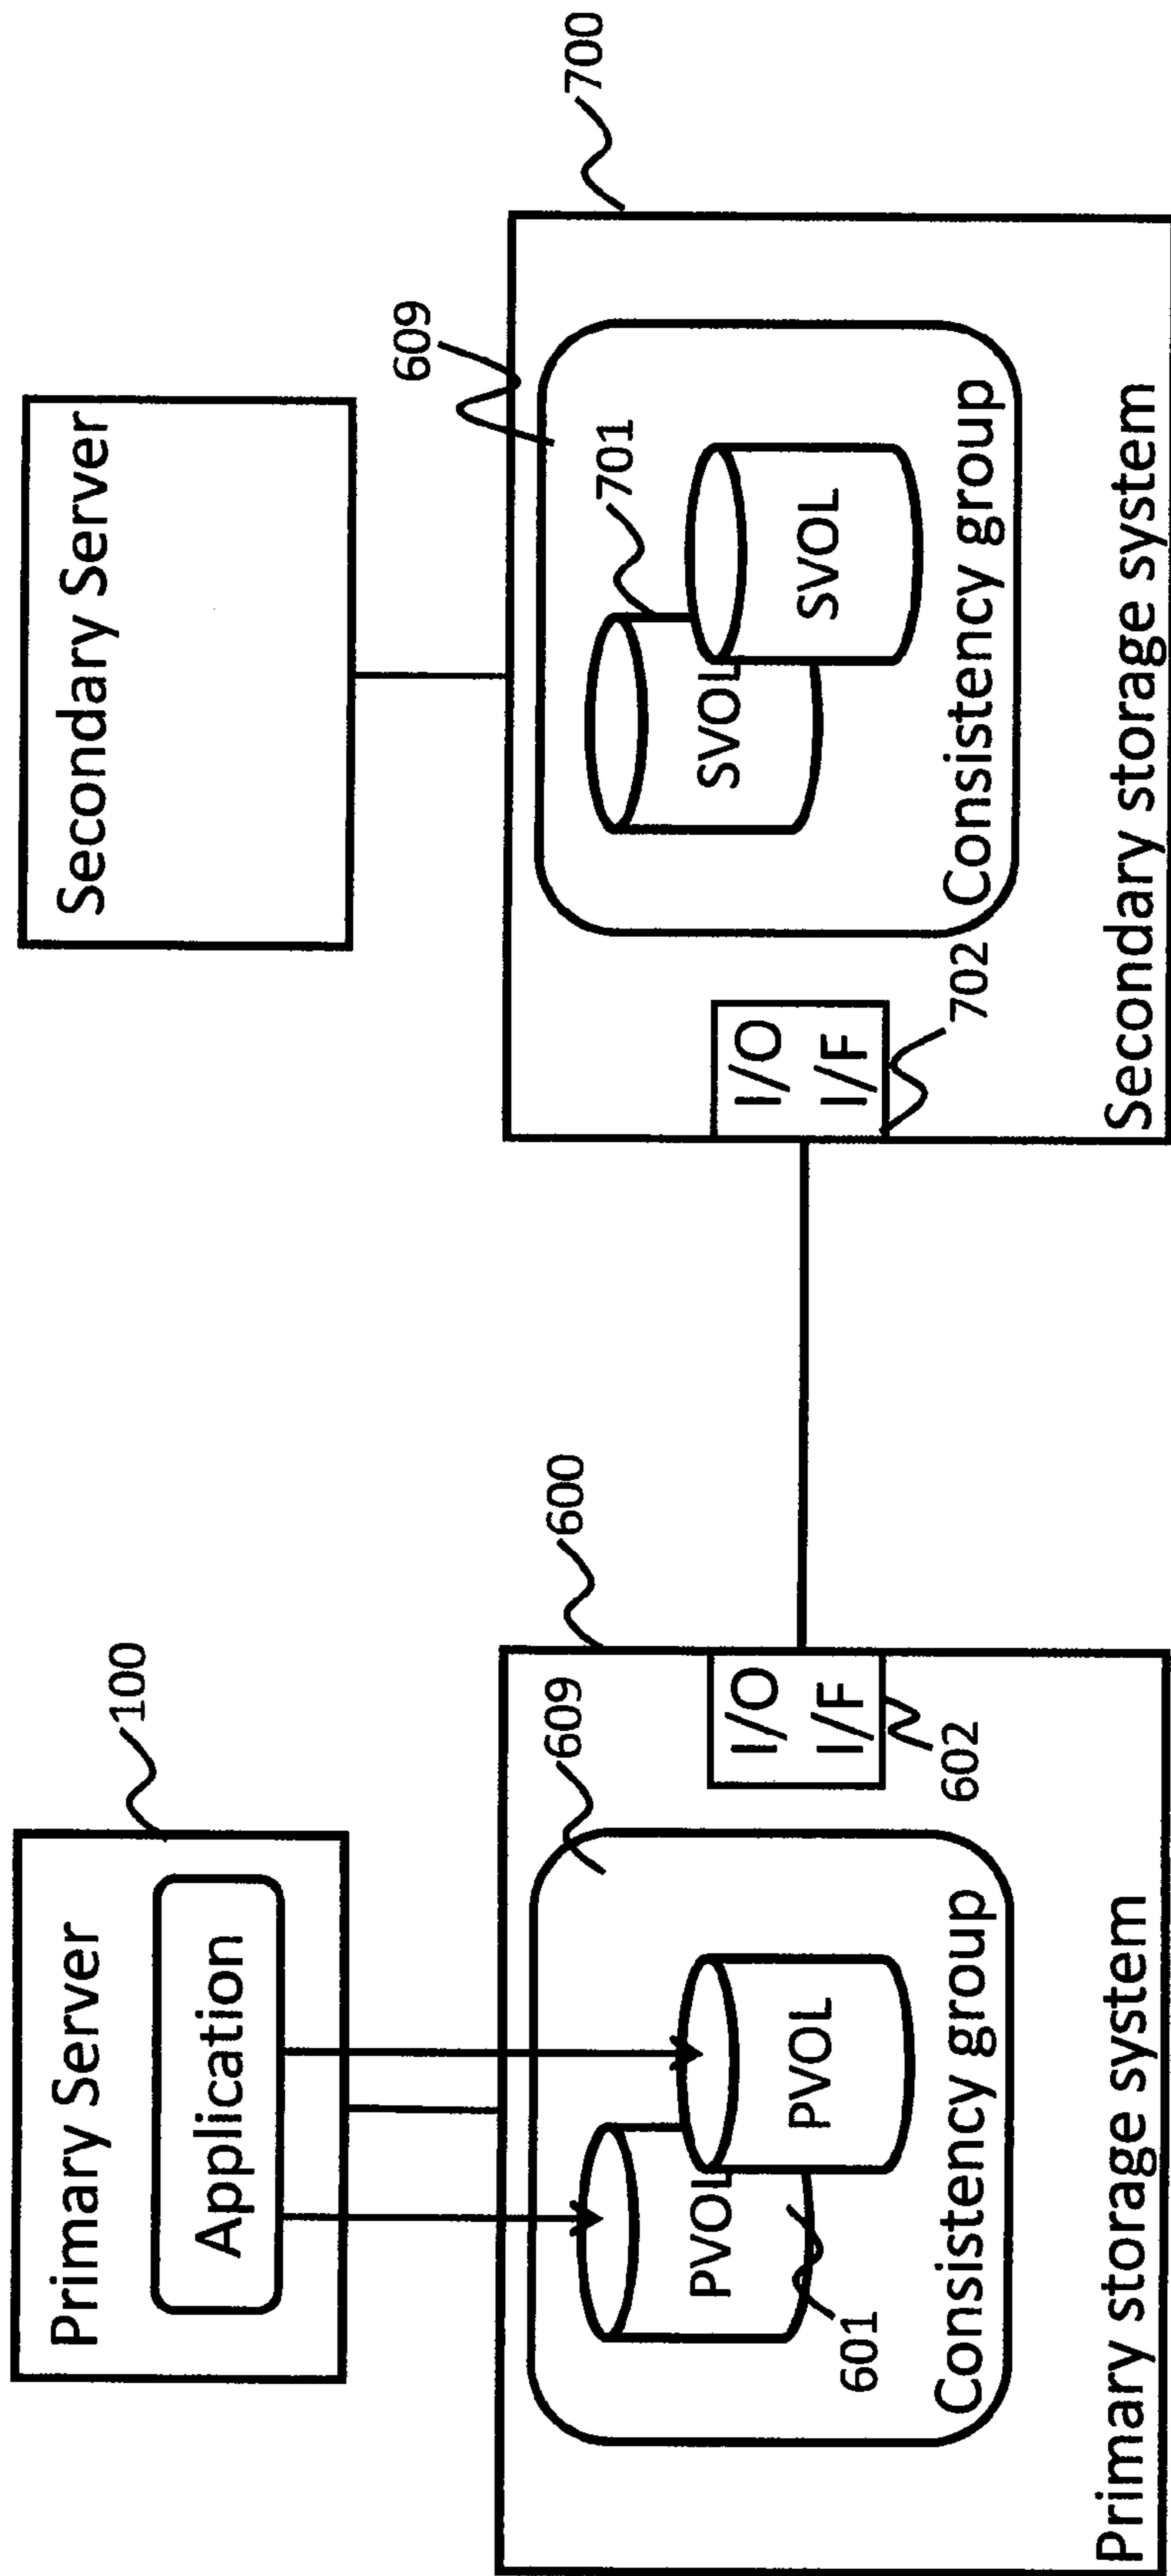 Primary Server
100
Application
600
609
PVOL
PVOL
601
Consistency group
I/O
I/F
602
Primary storage system
Secondary Server
700
609
701
SVOL
SVOL
Consistency group
I/O
I/F
702
Secondary storage system